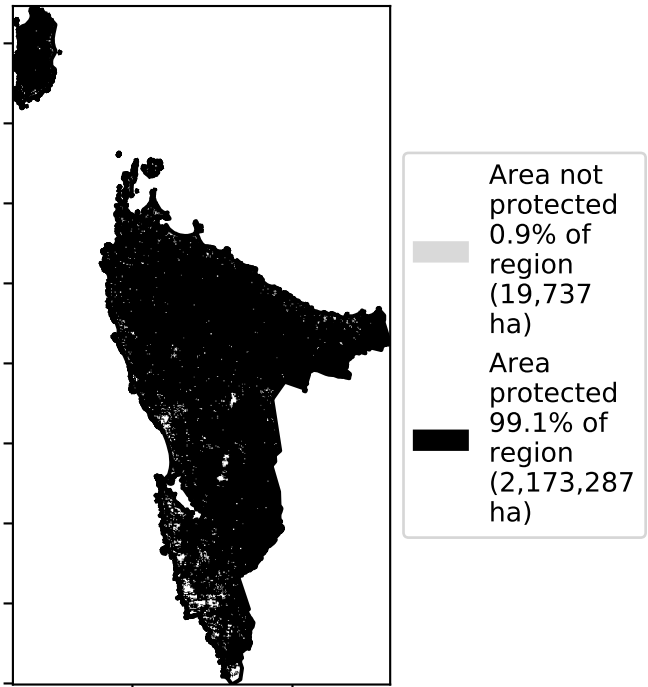 Area not
protected
0.9% of
region
(19,737
ha)
Area
protected
99.1% of
region
(2,173,287
ha)